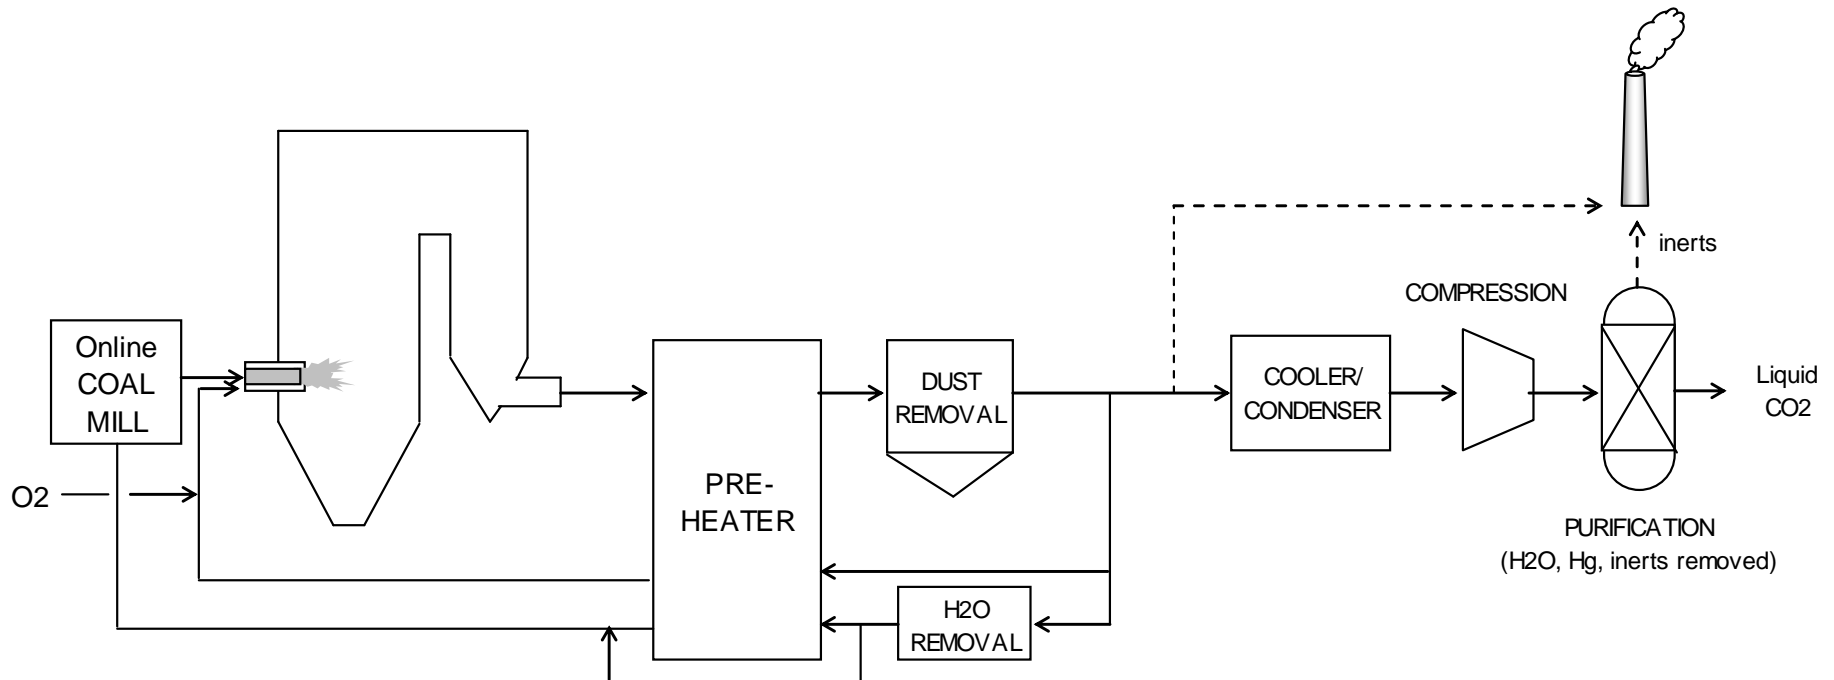 inerts
COMPRESSION
Online
COAL
MILL
DUST
REMOVAL
COOLER/
CONDENSER
Liquid
CO2
O2
PRE-
HEATER
PURIFICATION
(H2O, Hg, inerts removed)
H2O
REMOVAL